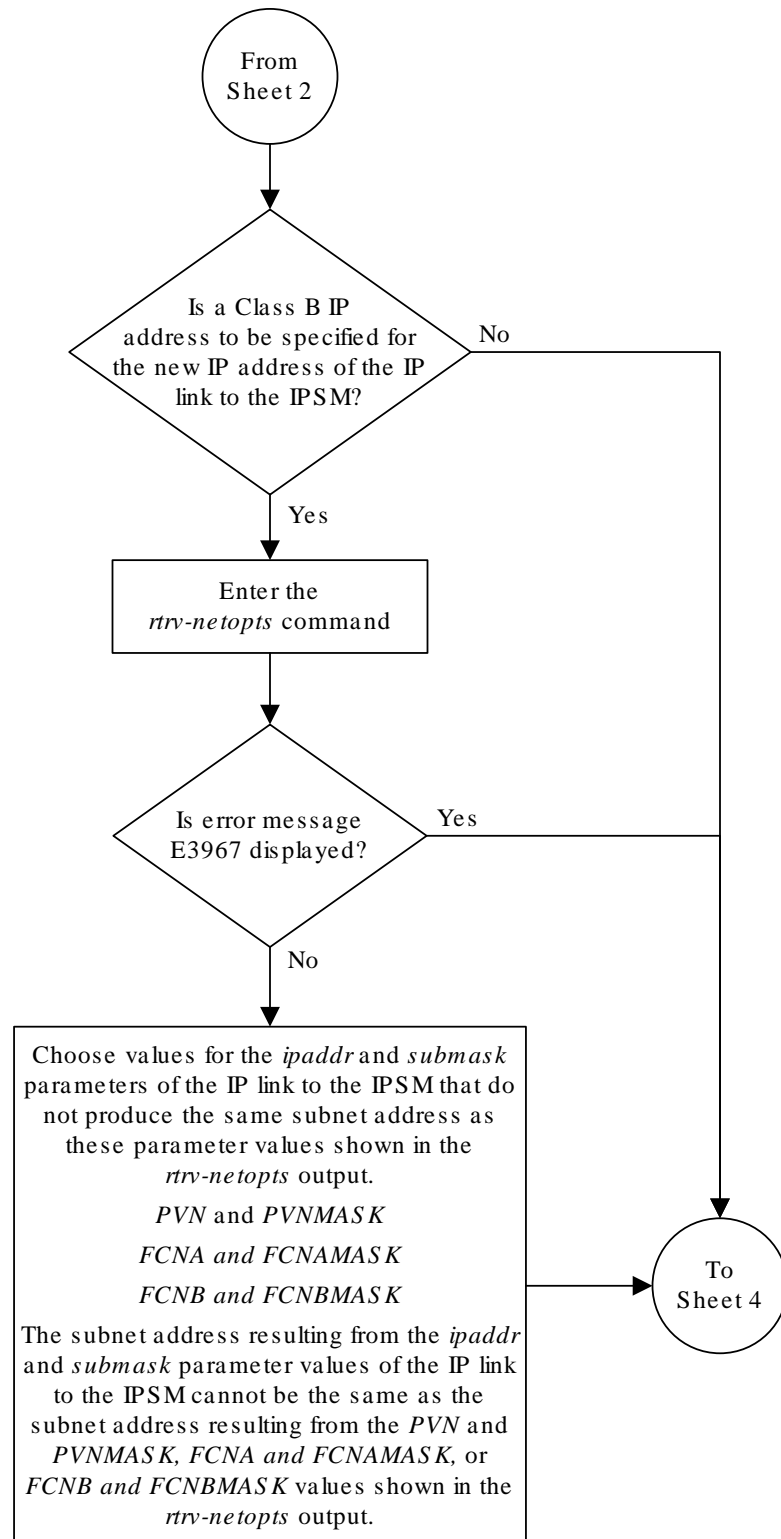 From
Sheet 2
Is a Class B IP
address to be specified for
the new IP address of the IP
link to the IPSM?
No
Yes
Enter the
rtrv-netopts command
Is error message
E3967 displayed?
Yes
No
Choose values for the ipaddr and submask
parameters of the IP link to the IPSM that do
not produce the same subnet address as
these parameter values shown in the
rtrv-netopts output.
PVN and PVNMASK
FCNA and FCNAMASK
FCNB and FCNBMASK
The subnet address resulting from the ipaddr
and submask parameter values of the IP link
to the IPSM cannot be the same as the
subnet address resulting from the PVN and
PVNMASK, FCNA and FCNAMASK, or
FCNB and FCNBMASK values shown in the
rtrv-netopts output.
To
Sheet 4